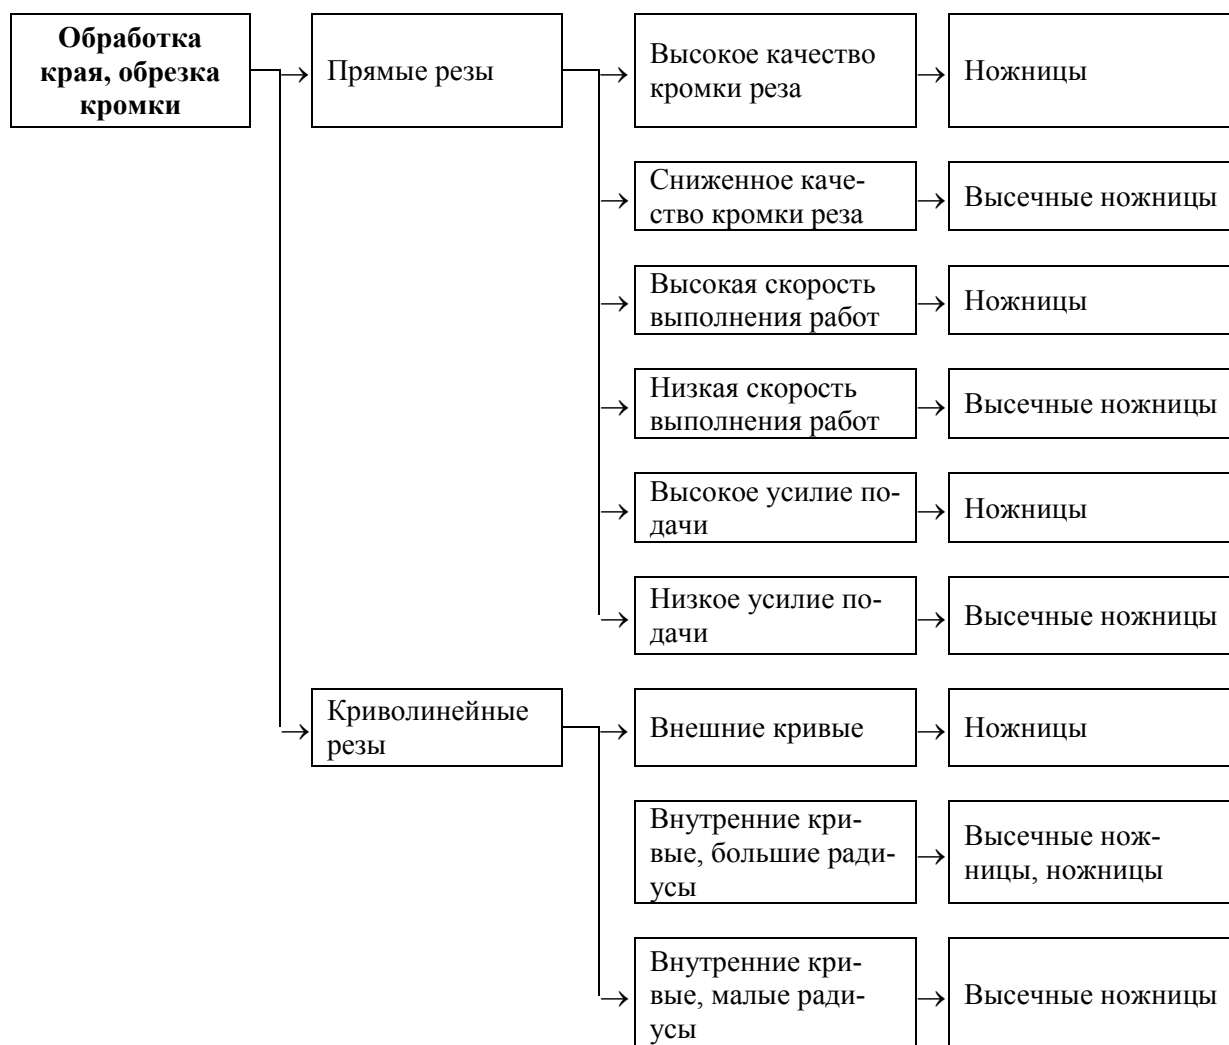 Обработка
края, обрезка
кромки
Прямые резы
Высокое качество
кромки реза
Ножницы
Сниженное каче-
ство кромки реза
Высечные ножницы
Высокая скорость
выполнения работ
Ножницы
Низкая скорость
выполнения работ
Высечные ножницы
Высокое усилие по-
дачи
Ножницы
Низкое усилие по-
дачи
Высечные ножницы
Криволинейные
резы
Внешние кривые
Ножницы
Внутренние кри-
вые, большие ради-
усы
Высечные нож-
ницы, ножницы
Внутренние кри-
вые, малые ради-
усы
Высечные ножницы